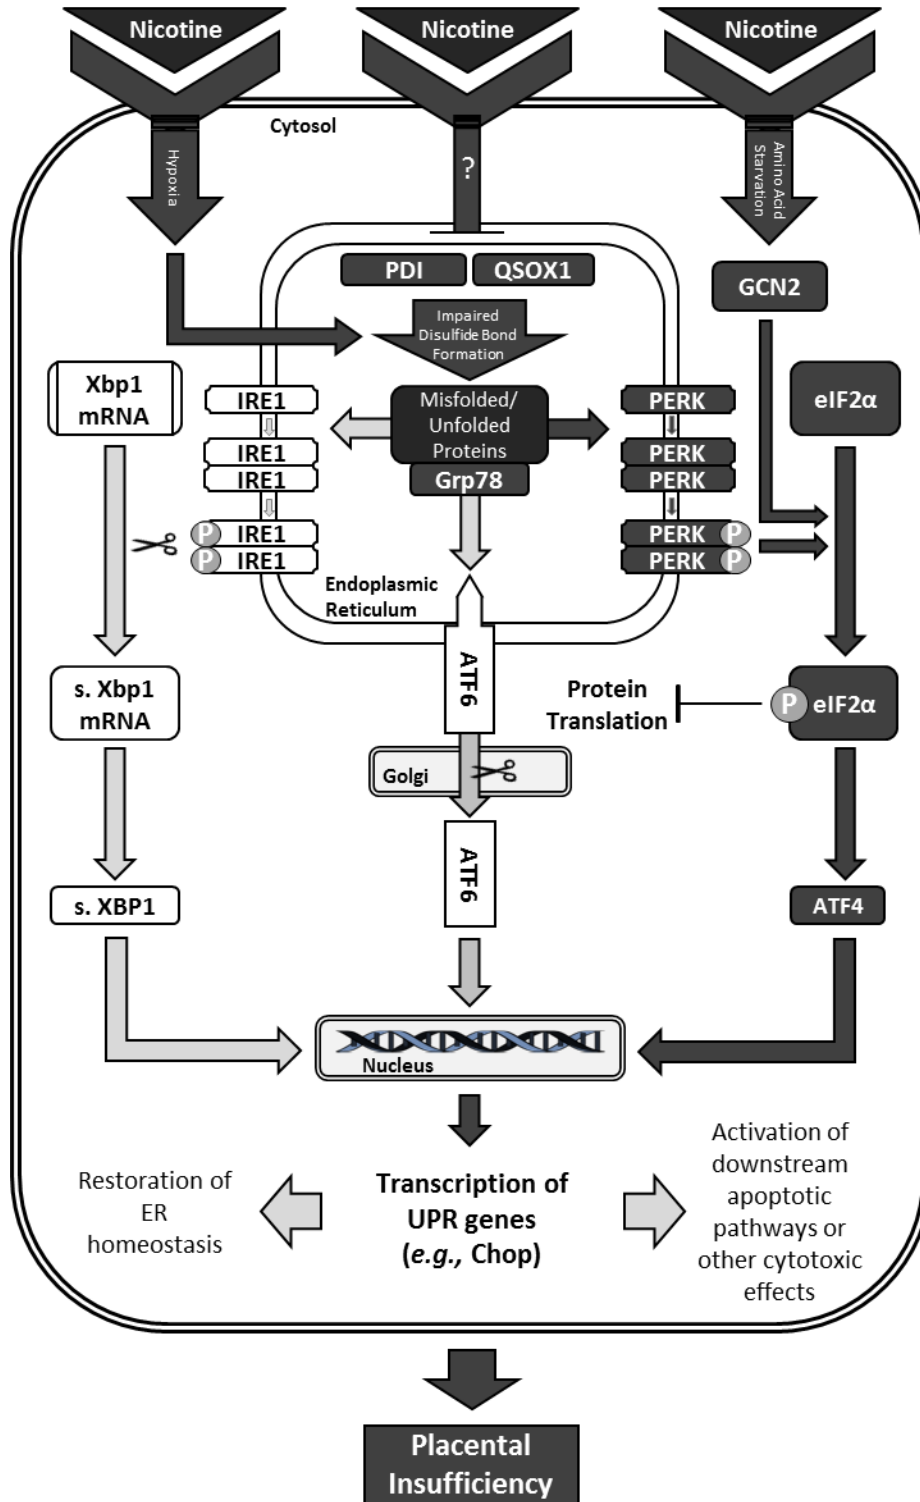 Nicotine
Nicotine
Nicotine
Cytosol
Hypoxia
?
Amino Acid
Starvation
PDI
QSOX1
GCN2
Impaired
Disulfide Bond
Formation
Xbp1
mRNA
IRE1
Misfolded/
Unfolded
Proteins
PERK
eIF2α
IRE1
IRE1
Grp78
PERK
PERK
P
IRE1
P
IRE1
PERK
P
PERK
P
Endoplasmic
Reticulum
ATF6
s. Xbp1
mRNA
Protein
Translation
P
eIF2α
Golgi
ATF6
s. XBP1
ATF4
Nucleus
Restoration of
ER
homeostasis
Transcription of
UPR genes
(e.g., Chop)
Activation of
downstream
apoptotic
pathways or
other cytotoxic
effects
Placental
Insufficiency